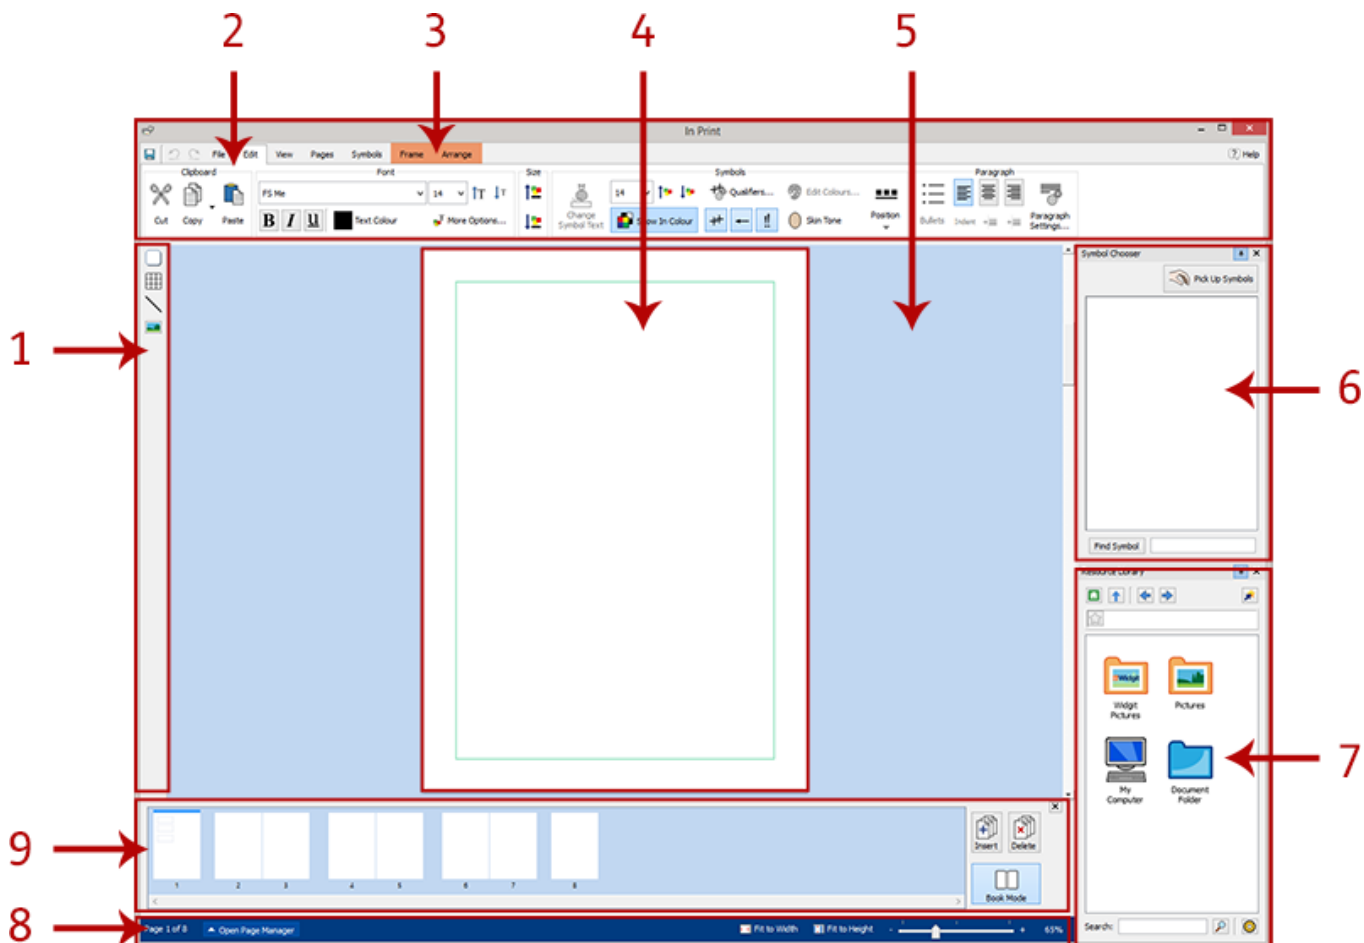 2
3
4
5
In Print
File Edit View Pages Symbols Frame Arrange
Help
Clipboard
Font
Size
Symbols
Paragraph
FS Me
14
14
Qualifiers...
Edit Colours...
Cut
Copy
Paste
B I U
Text Colour
More Options...
Change
Symbol Text
Show In Colour
Skin Tone
Position
Bullets
Indent
Paragraph
Settings...
Symbol Chooser
Pick Up Symbols
1
6
Find Symbol
Resource Library
Widgit
Widgit
Pictures
Pictures
My
Computer
Document
Folder
7
9
1 2 3 4 5 6 7 8
Insert
Delete
Book Mode
8
Page 1 of 8
Open Page Manager
Fit to Width
Fit to Height
- +
65%
Search: